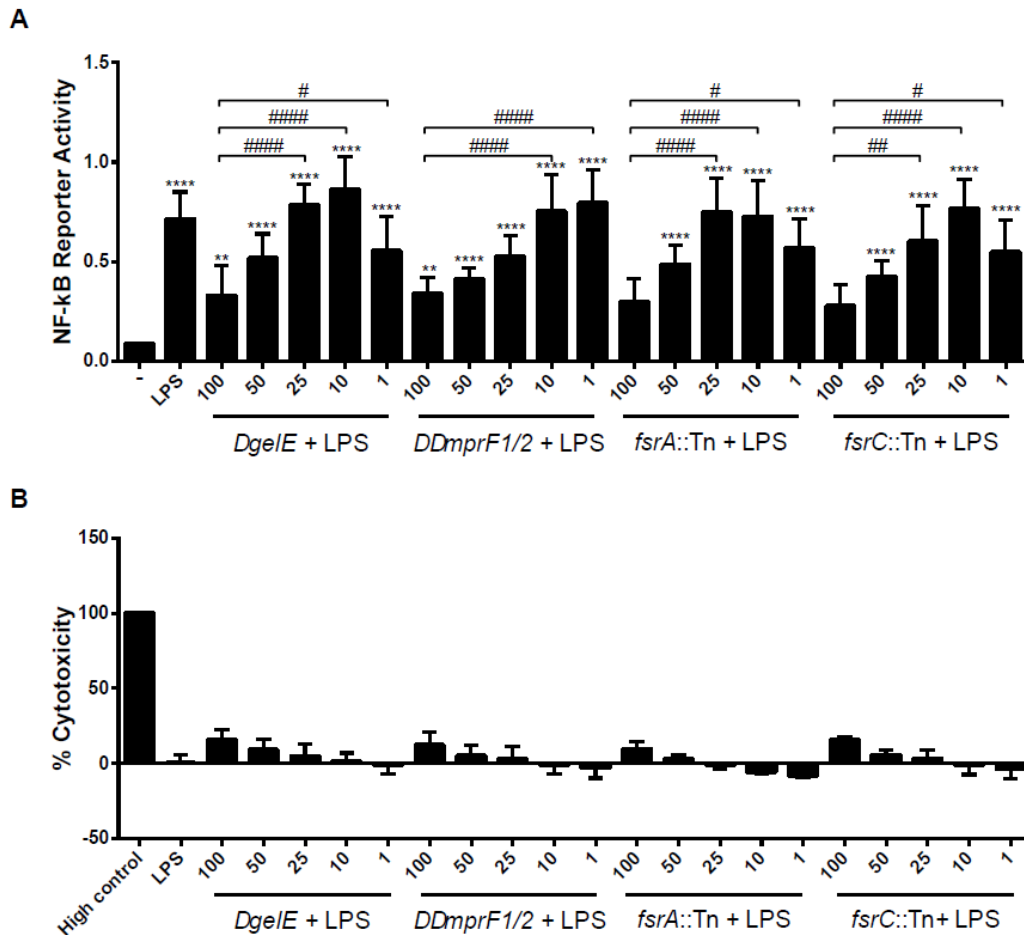 A
NF-kB Reporter Activity
1.5
1.0
0.5
0.0
# # #
#### #### #### ####
#### #### #### ##
**** ** **** **** **** **** ** **** **** **** **** **** **** **** **** **** **** **** ****
- LPS 100 50 25 10 1 100 50 25 10 1 100 50 25 10 1 100 50 25 10 1
DgelE + LPS DDmprF1/2 + LPS fsrA::Tn + LPS fsrC::Tn + LPS
B
% Cytotoxicity
150
100
50
0
-50
High control LPS 100 50 25 10 1 100 50 25 10 1 100 50 25 10 1 100 50 25 10 1
DgelE + LPS DDmprF1/2 + LPS fsrA::Tn + LPS fsrC::Tn+ LPS